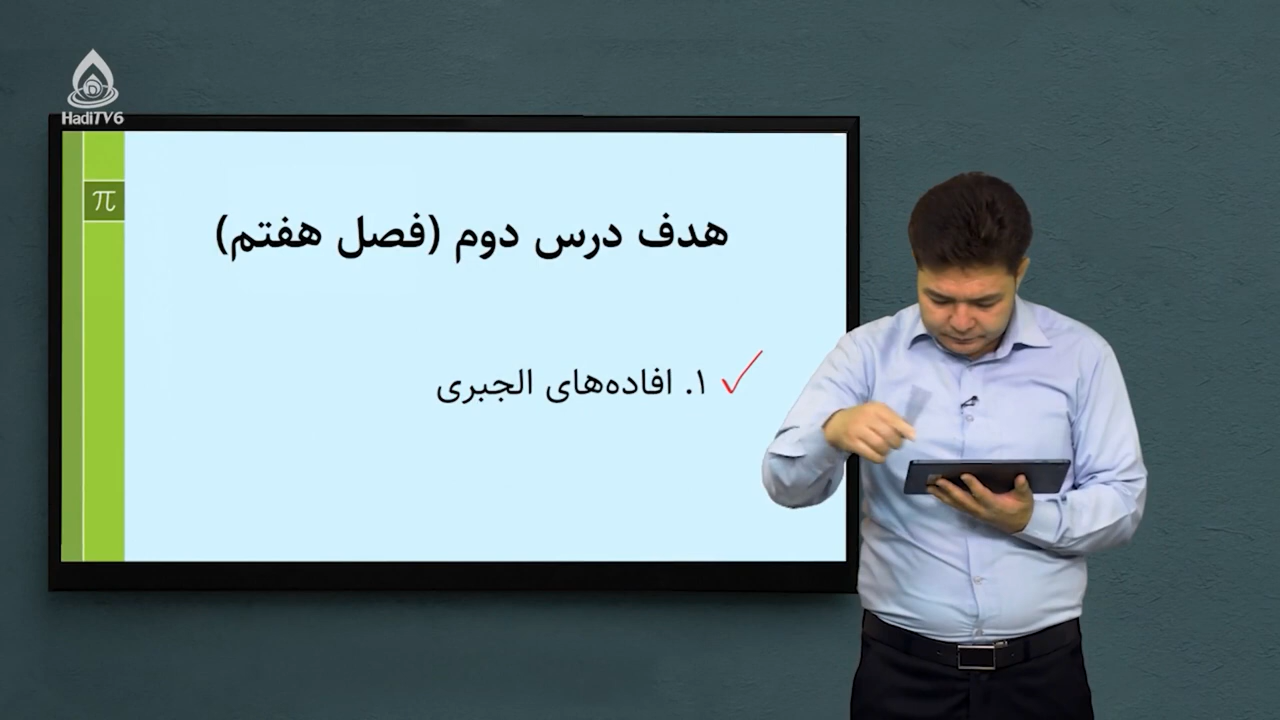 HadiTV6
π
هدف درس دوم (فصل هفتم)
۱. افاده‌های الجبری